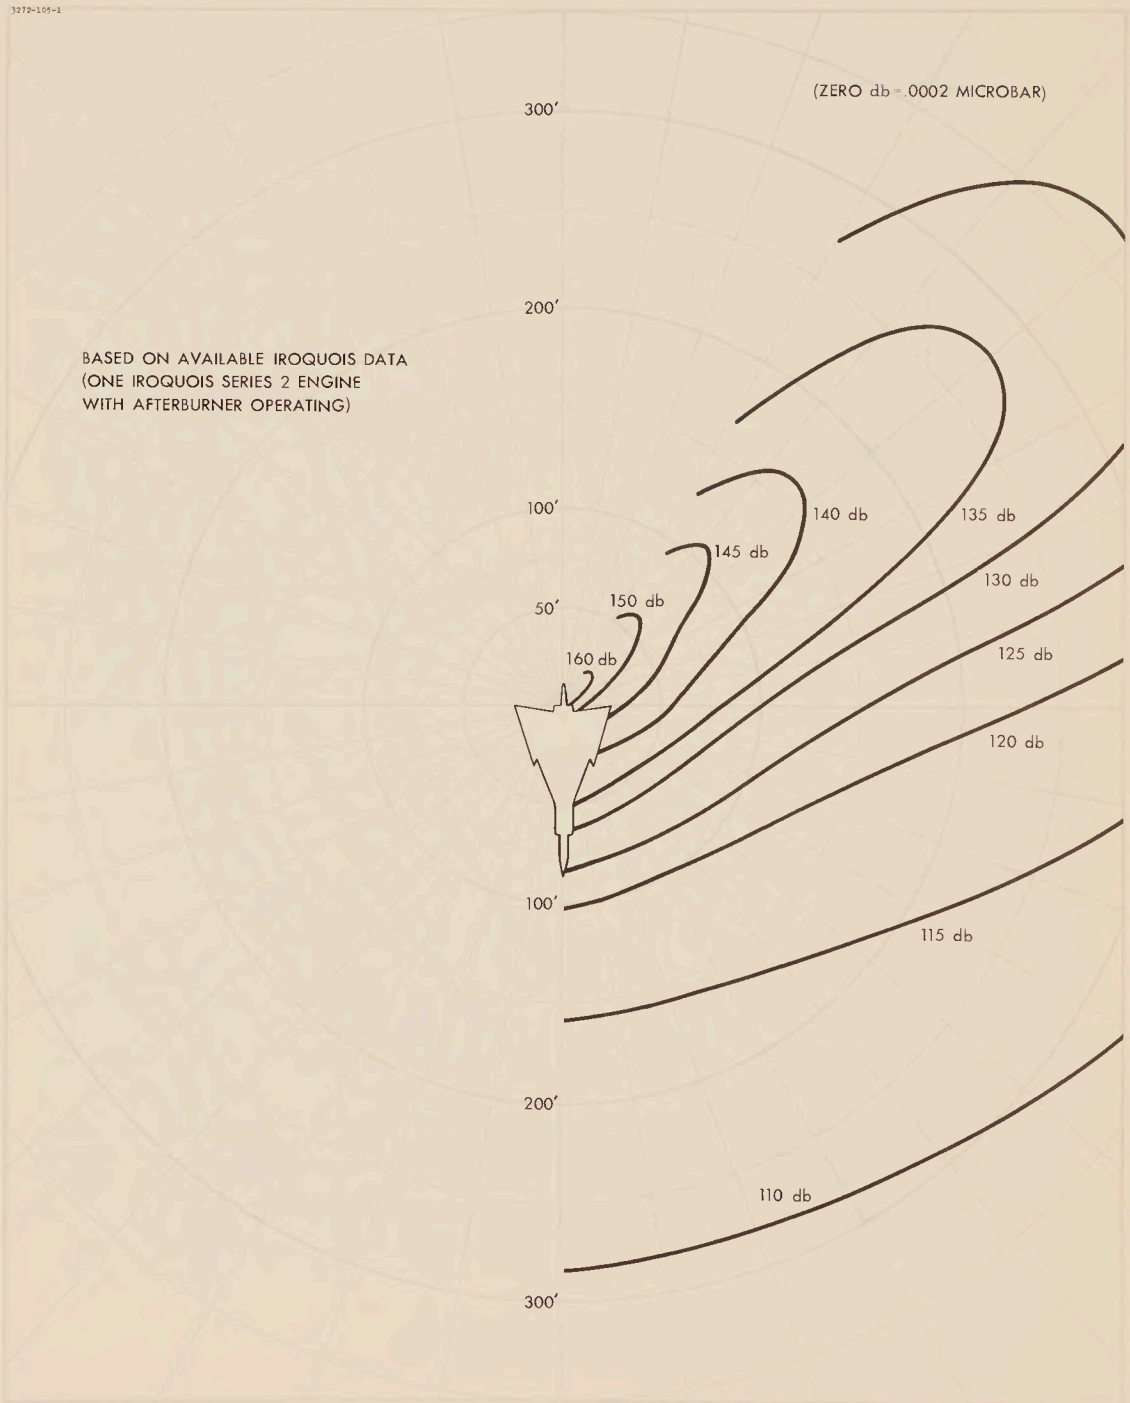 3272-105-1
(ZERO db = .0002 MICROBAR)
300′
200′
BASED ON AVAILABLE IROQUOIS DATA
(ONE IROQUOIS SERIES 2 ENGINE
WITH AFTERBURNER OPERATING)
100′
140 db
135 db
145 db
130 db
50′
150 db
125 db
160 db
120 db
100′
115 db
200′
110 db
300′